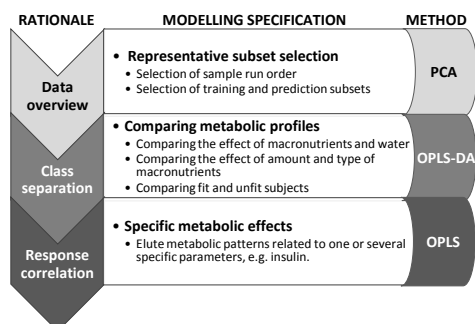 RATIONALE MODELLING SPECIFICATION METHOD
• Representative subset selection
• Selection of sample run order
• Selection of training and prediction subsets
Data
overview
PCA
• Comparing metabolic profiles
• Comparing the effect of macronutrients and water
• Comparing the effect of amount and type of
macronutrients
• Comparing fit and unfit subjects
Class
separation
OPLS-DA
• Specific metabolic effects
• Elute metabolic patterns related to one or several
specific parameters, e.g. insulin.
Response
correlation
OPLS